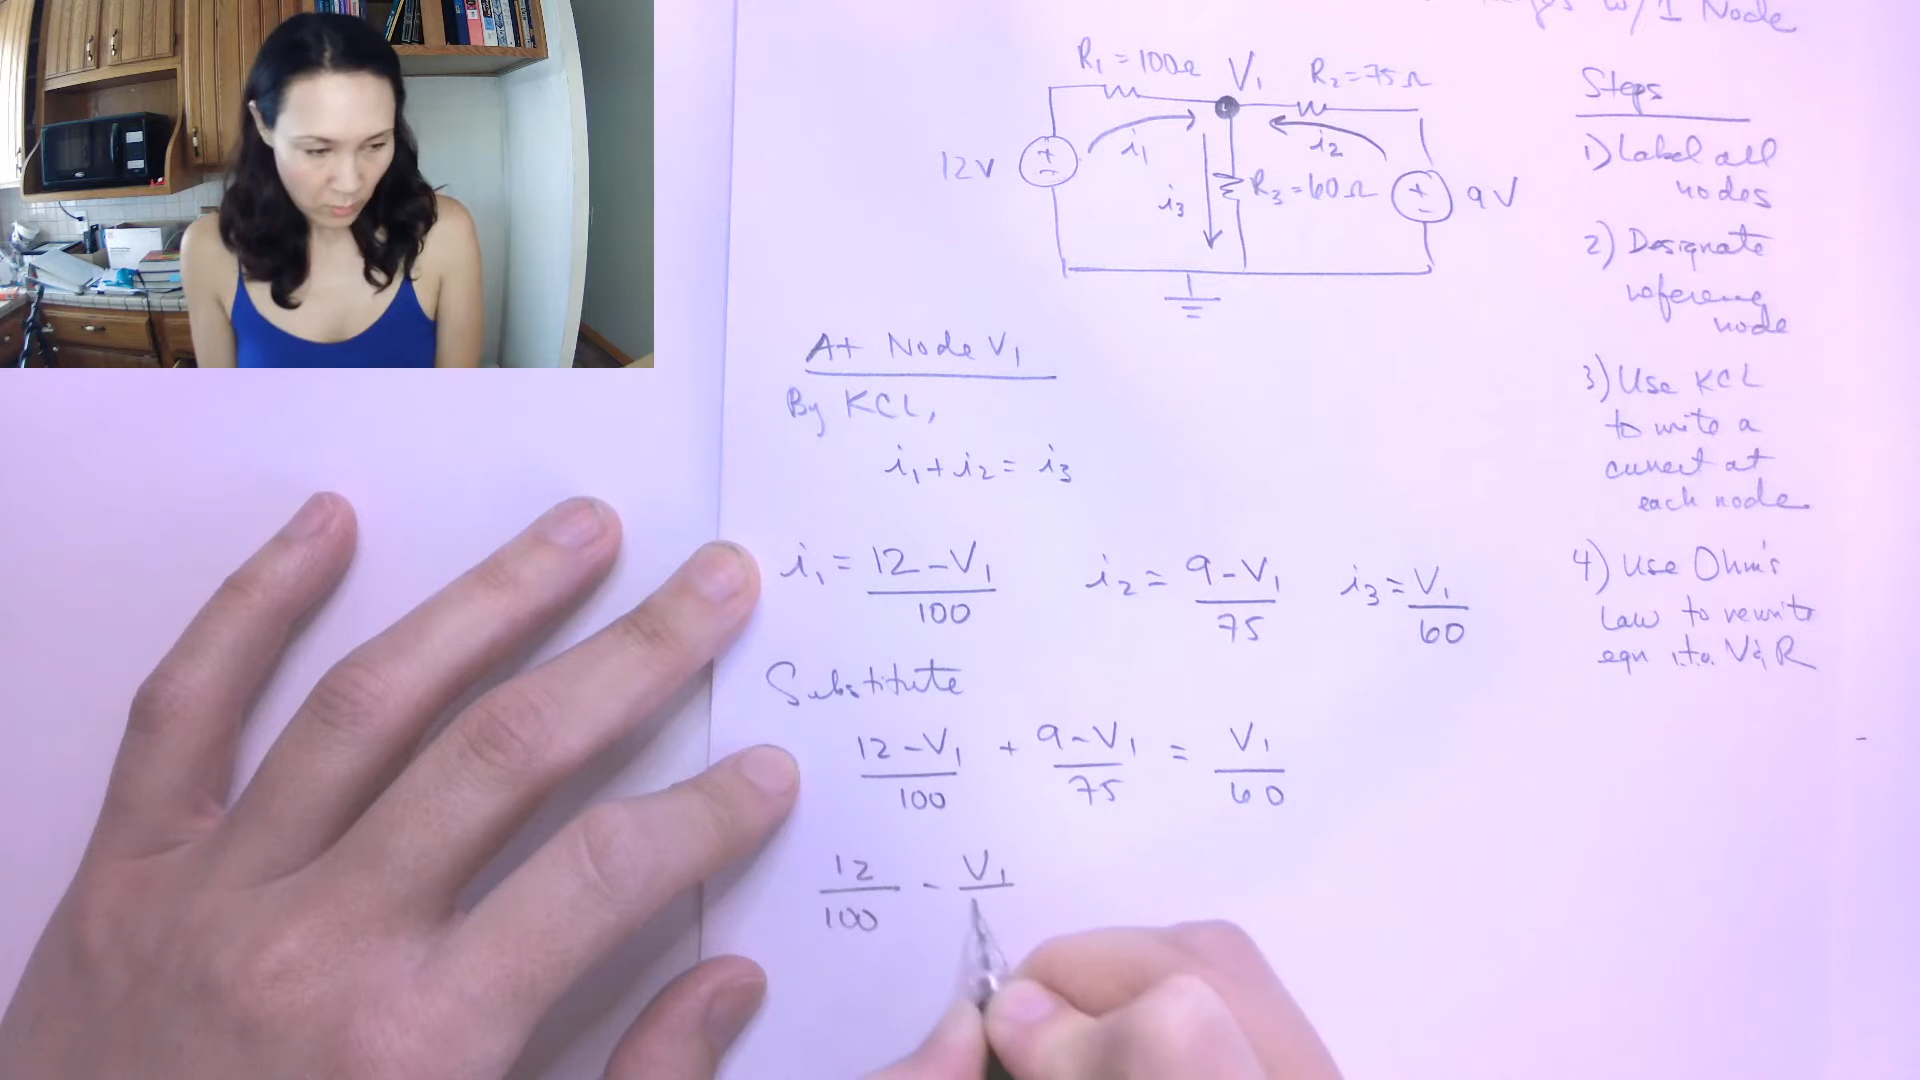 w/ 1 Node
R₁ = 100Ω
V₁
R₂ = 75Ω
12V
i₁
i₂
i₃
R₃ = 60Ω
9V
At Node V₁
By KCL,
i₁ + i₂ = i₃
i₁ = 12 - V₁ / 100
i₂ = 9 - V₁ / 75
i₃ = V₁ / 60
Substitute
12 - V₁ / 100 + 9 - V₁ / 75 = V₁ / 60
12 / 100 - V₁
Steps
1) Label all
nodes
2) Designate
reference
node
3) Use KCL
to write a
current at
each node
4) Use Ohm's
Law to rewrite
eqn i.t.o. V & R